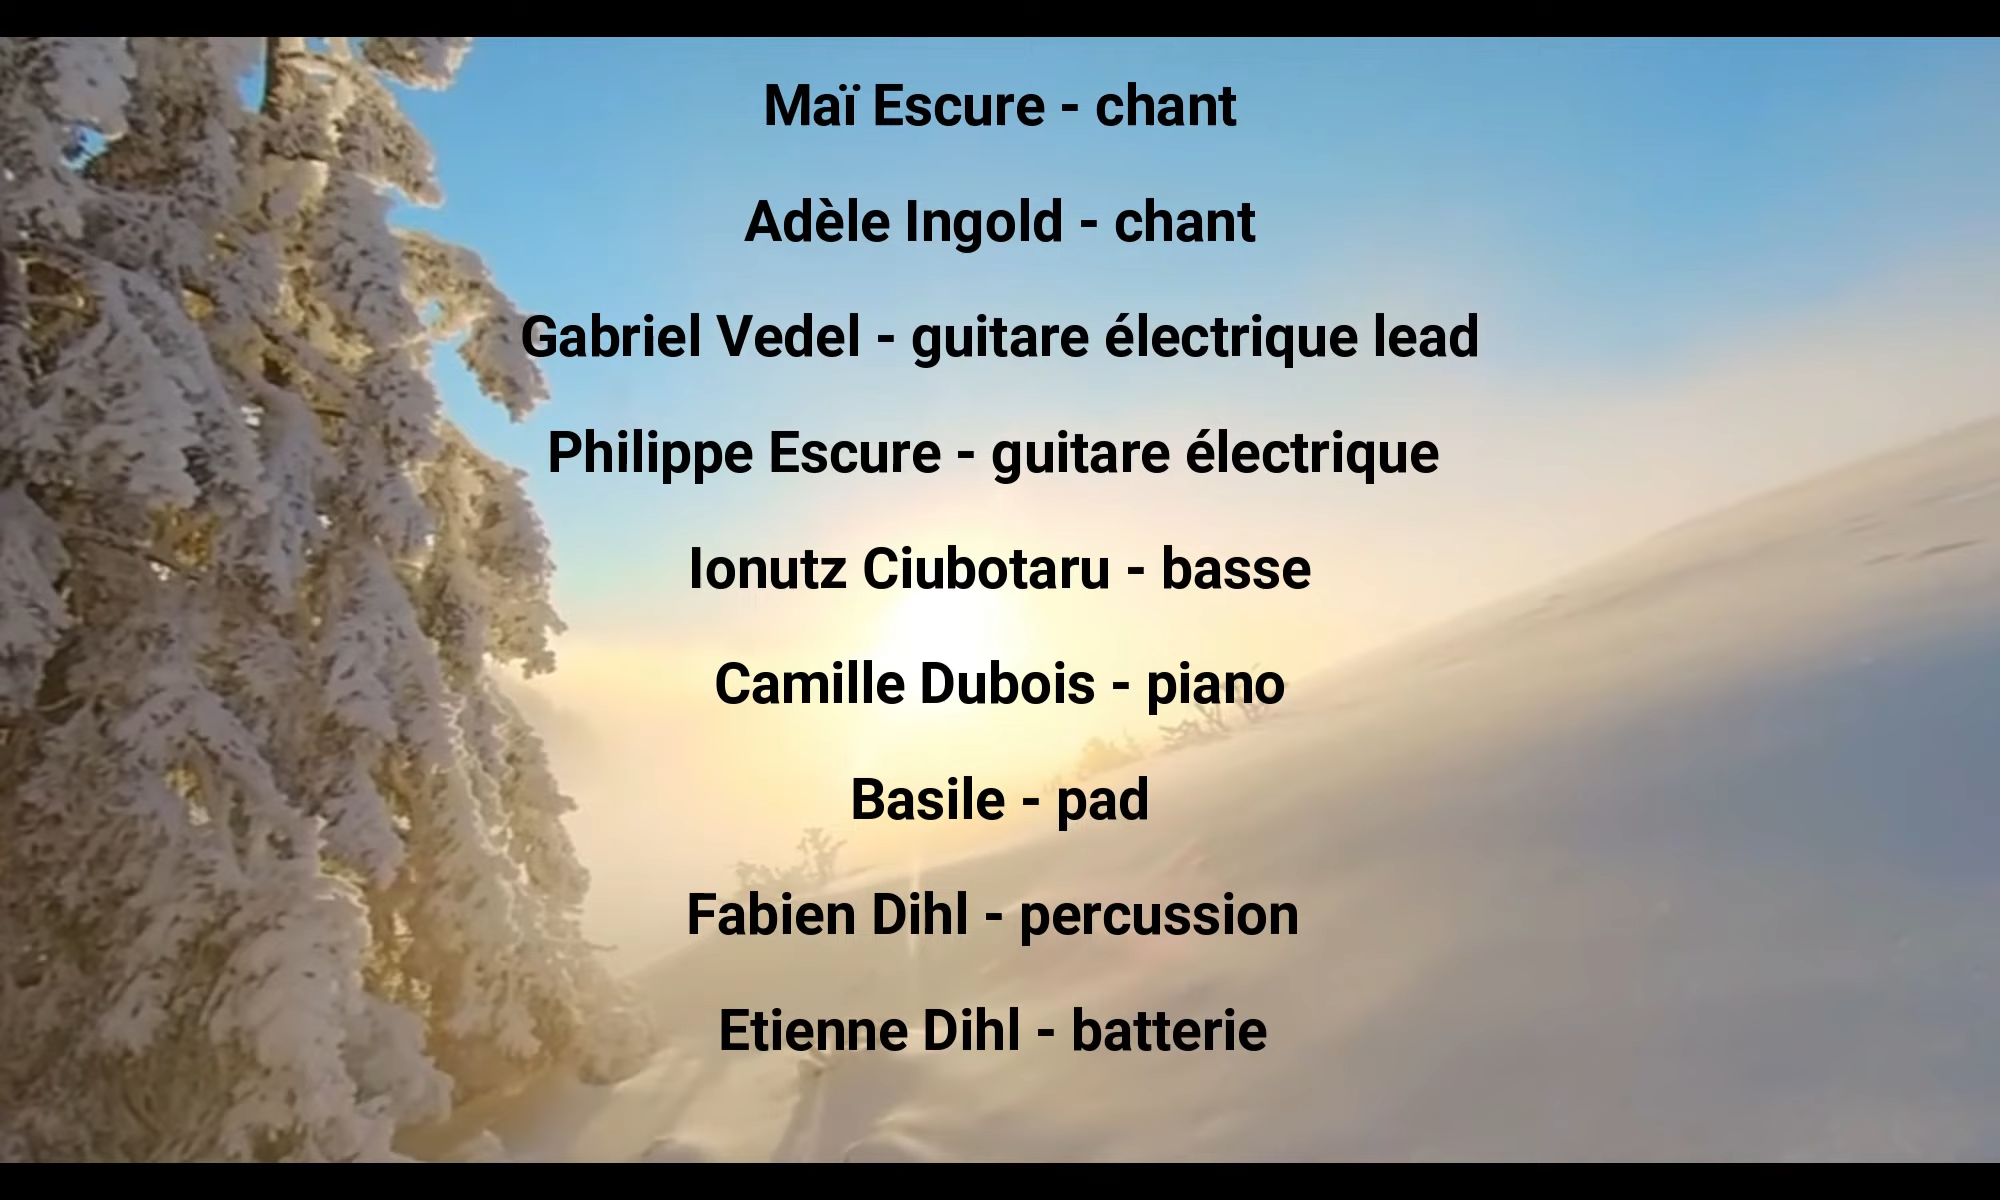 Maï Escure - chant
Adèle Ingold - chant
Gabriel Vedel - guitare électrique lead
Philippe Escure - guitare électrique
Ionutz Ciubotaru - basse
Camille Dubois - piano
Basile - pad
Fabien Dihl - percussion
Etienne Dihl - batterie